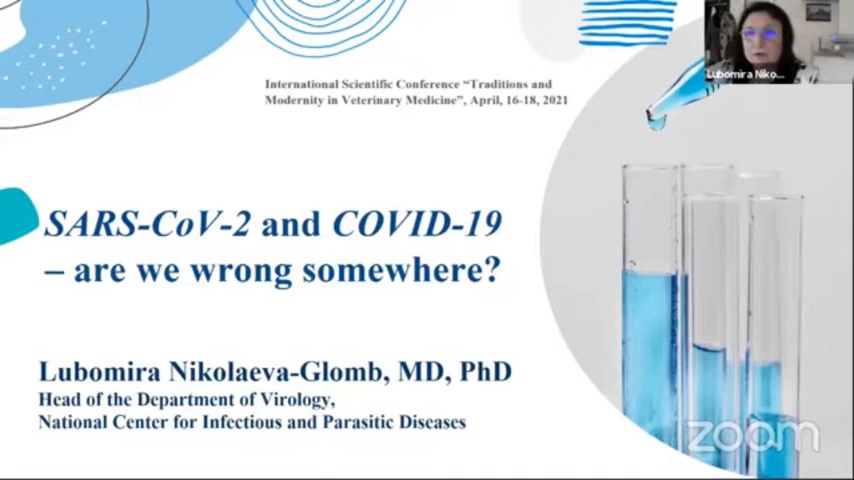 Lubomira Niko...
International Scientific Conference “Traditions and
Modernity in Veterinary Medicine”, April, 16-18, 2021
SARS-CoV-2 and COVID-19
– are we wrong somewhere?
Lubomira Nikolaeva-Glomb, MD, PhD
Head of the Department of Virology,
National Center for Infectious and Parasitic Diseases
zoom